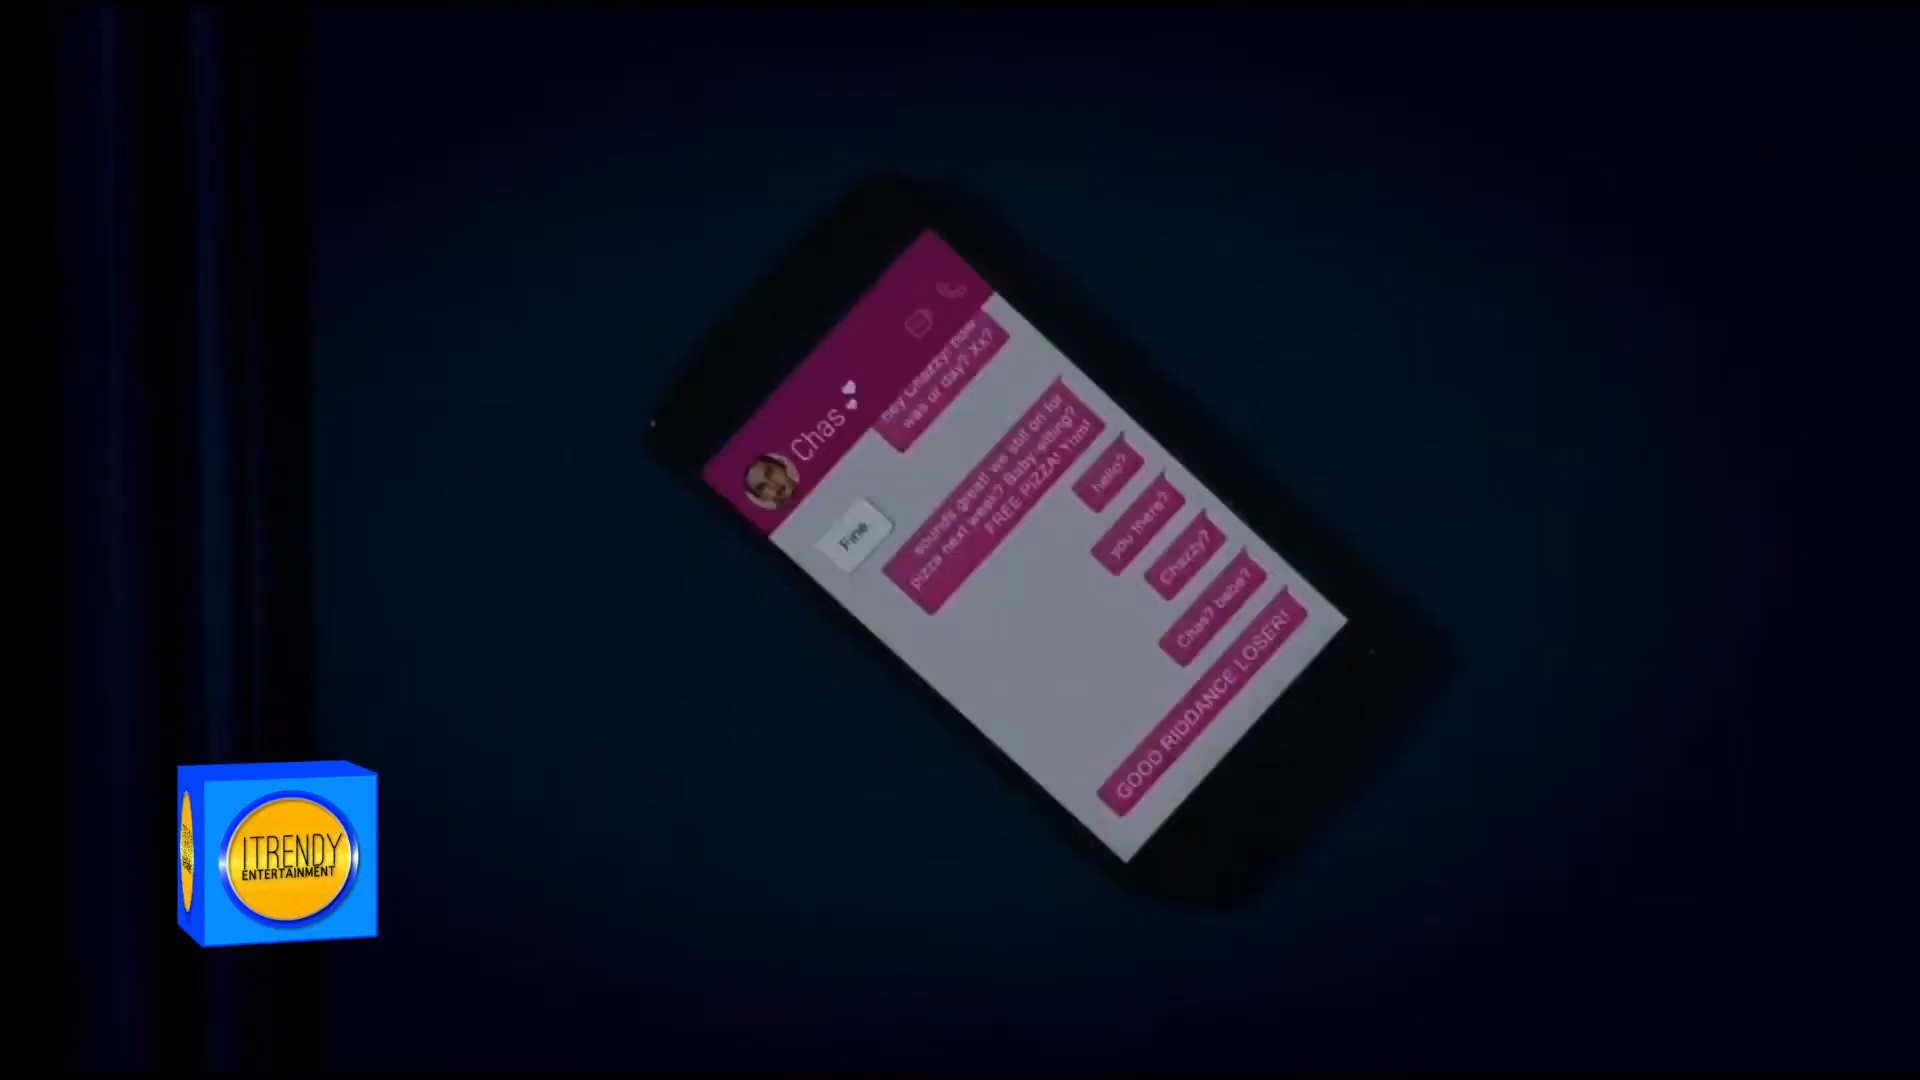 Chas
hey Chazzy! how
was ur day? Xx?
Fine.
sounds great! we still on for
pizza next week? Baby-sitting?
FREE PIZZA! Yum!
hello?
you there?
Chazzy?
Chas? babe?
GOOD RIDDANCE LOSER!
ITRENDY
ENTERTAINMENT